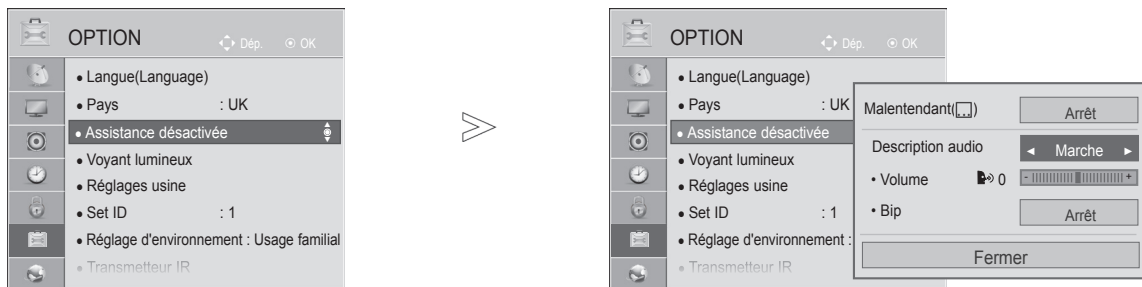 OPTION
Dép. OK
• Langue(Language)
• Pays : UK
• Assistance désactivée
• Voyant lumineux
• Réglages usine
• Set ID : 1
• Réglage d'environnement : Usage familial
• Transmetteur IR
OPTION
Dép. OK
• Langue(Language)
• Pays : UK
• Assistance désactivée
• Voyant lumineux
• Réglages usine
• Set ID : 1
• Réglage d'environnement :
• Transmetteur IR
Malentendant( ) Arrêt
Description audio ◄ Marche ►
• Volume 0 - +
• Bip Arrêt
Fermer